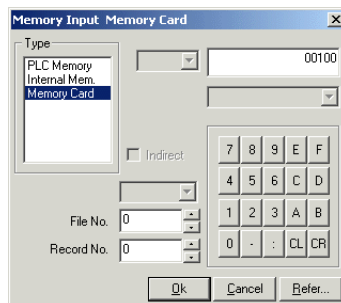 Memory Input Memory Card
Type
PLC Memory
Internal Mem.
Memory Card
00100
Indirect
7 8 9 E F
4 5 6 C D
1 2 3 A B
0 - : CL CR
File No. 0
Record No. 0
Ok Cancel Refer...